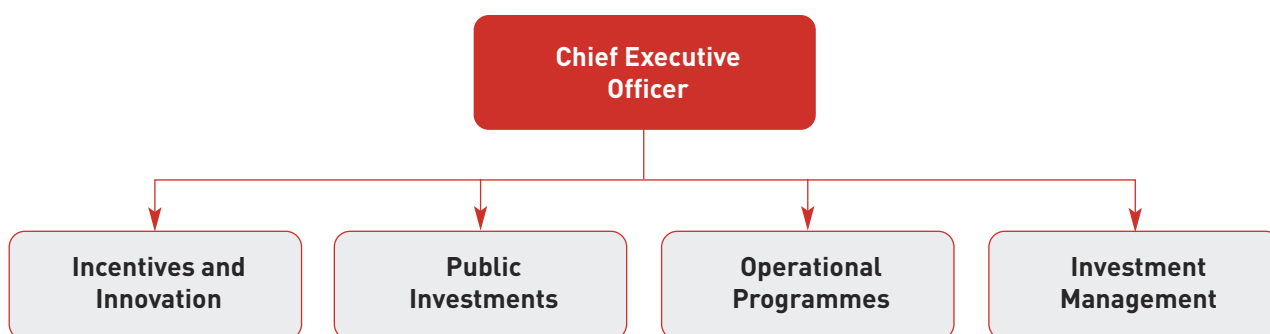 Chief Executive
Officer
Incentives and
Innovation
Public
Investments
Operational
Programmes
Investment
Management